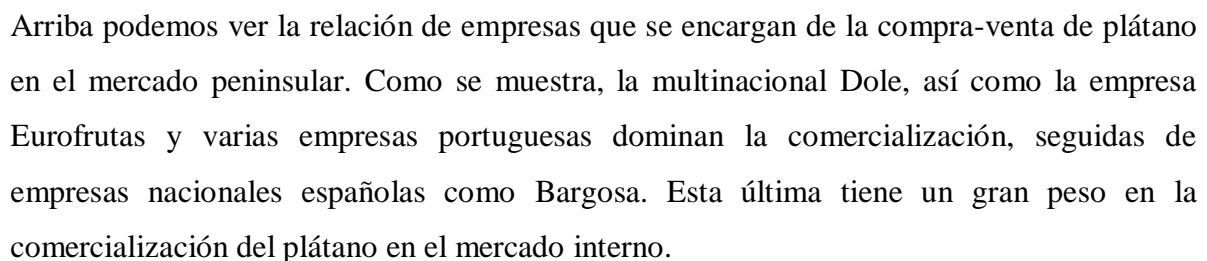 Arriba podemos ver la relación de empresas que se encargan de la compra-venta de plátano
en el mercado peninsular. Como se muestra, la multinacional Dole, así como la empresa
Eurofrutas y varias empresas portuguesas dominan la comercialización, seguidas de
empresas nacionales españolas como Bargosa. Esta última tiene un gran peso en la
comercialización del plátano en el mercado interno.